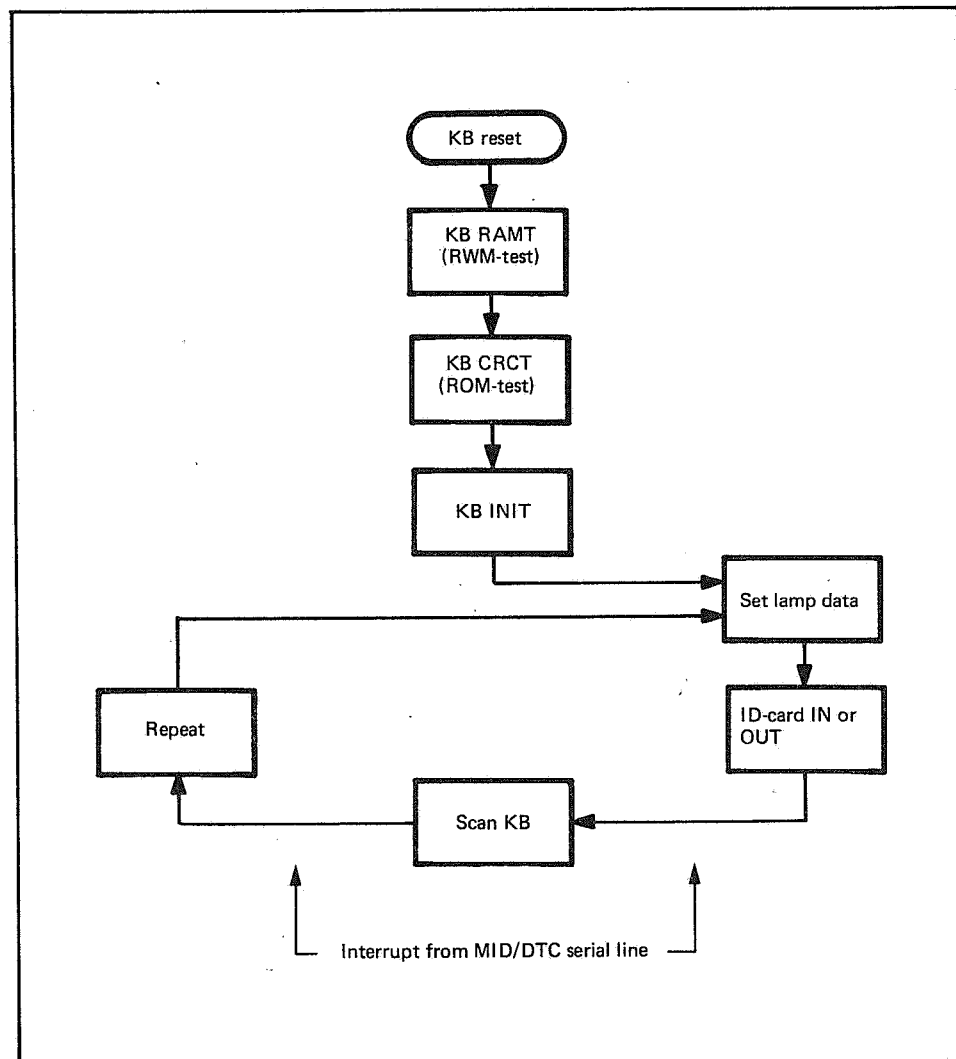 KB reset
KB RAMT
(RWM-test)
KB CRCT
(ROM-test)
KB INIT
Set lamp data
ID-card IN or
OUT
Repeat
Scan KB
Interrupt from MID/DTC serial line